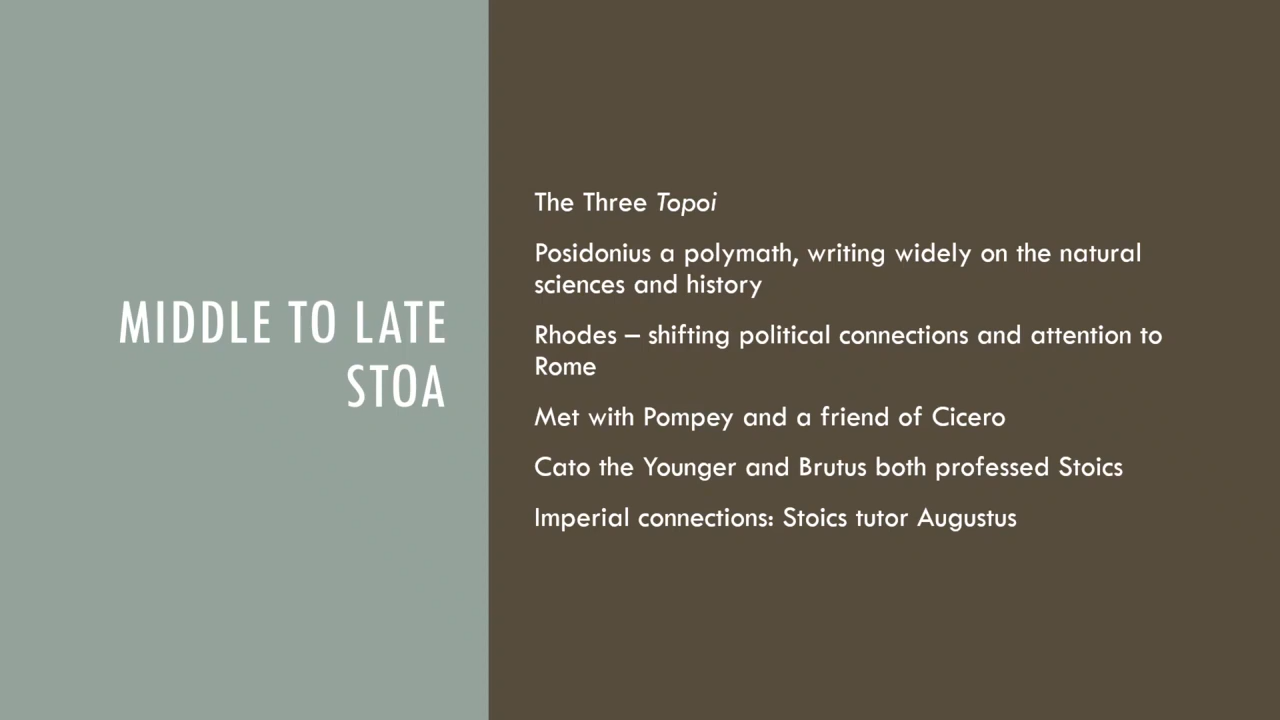 MIDDLE TO LATE
STOA
The Three Topoi
Posidonius a polymath, writing widely on the natural
sciences and history
Rhodes – shifting political connections and attention to
Rome
Met with Pompey and a friend of Cicero
Cato the Younger and Brutus both professed Stoics
Imperial connections: Stoics tutor Augustus